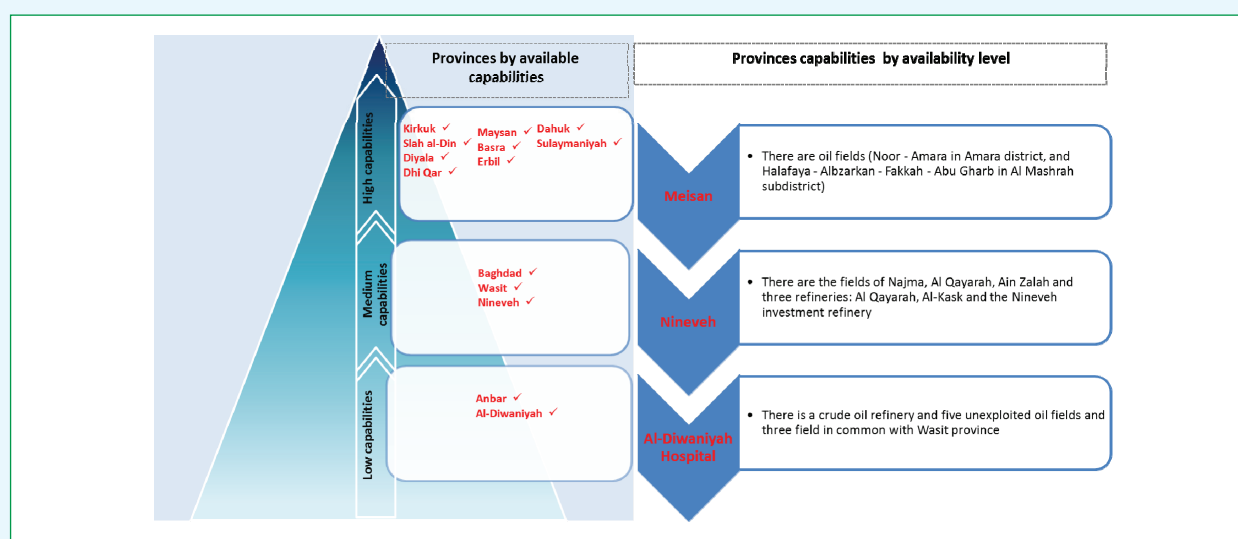 Provinces by available
capabilities
Provinces capabilities by availability level
High capabilities
Kirkuk ✓
Slah al-Din ✓
Diyala ✓
Dhi Qar ✓
Maysan ✓
Basra ✓
Erbil ✓
Dahuk ✓
Sulaymaniyah ✓
Meisan
• There are oil fields (Noor - Amara in Amara district, and
Halafaya - Albzarkan - Fakkah - Abu Gharb in Al Mashrah
subdistrict)
Medium
capabilities
Baghdad ✓
Wasit ✓
Nineveh ✓
Nineveh
• There are the fields of Najma, Al Qayarah, Ain Zalah and
three refineries: Al Qayarah, Al-Kask and the Nineveh
investment refinery
Low capabilities
Anbar ✓
Al-Diwaniyah ✓
Al-Diwaniyah
Hospital
• There is a crude oil refinery and five unexploited oil fields and
three field in common with Wasit province